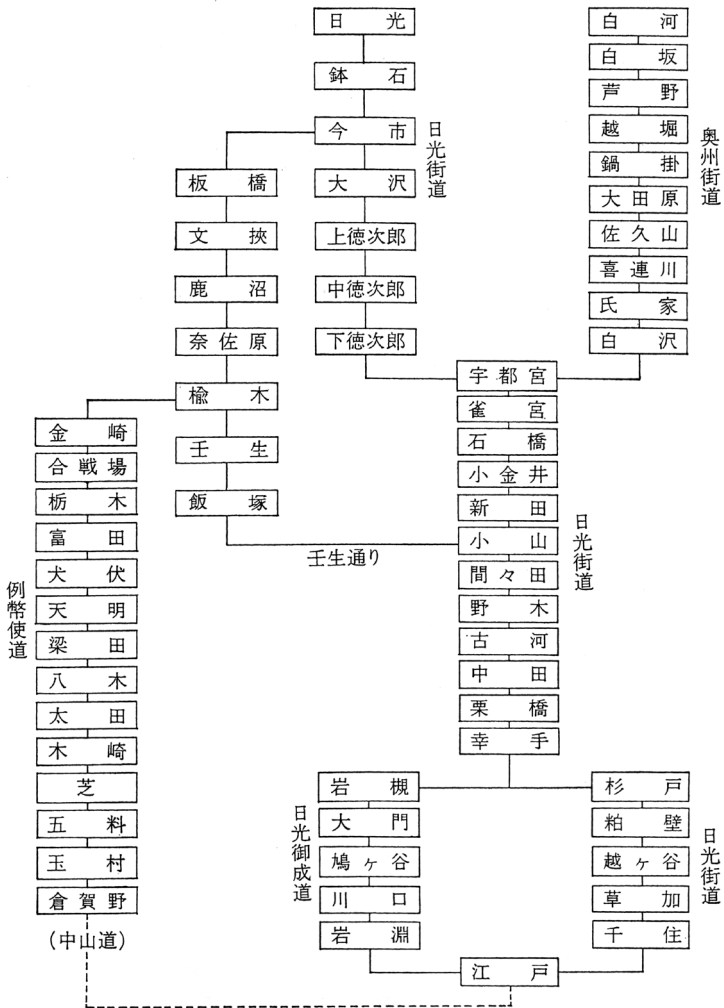 日光
鉢石
今市
大沢
上徳次郎
中徳次郎
下徳次郎
日光街道
白河
白坂
芦野
越堀
鍋掛
大田原
佐久山
喜連川
氏家
白沢
奥州街道
板橋
文挾
鹿沼
奈佐原
楡木
壬生
飯塚
壬生通り
宇都宮
雀宮
石橋
小金井
新田
小山
間々田
野木
古河
中田
栗橋
幸手
日光街道
金崎
合戦場
栃木
富田
犬伏
天明
梁田
八木
太田
木崎
芝
五料
玉村
倉賀野
(中山道)
例幣使道
岩槻
大門
鳩ヶ谷
川口
岩淵
日光御成道
杉戸
粕壁
越ヶ谷
草加
千住
日光街道
江戸